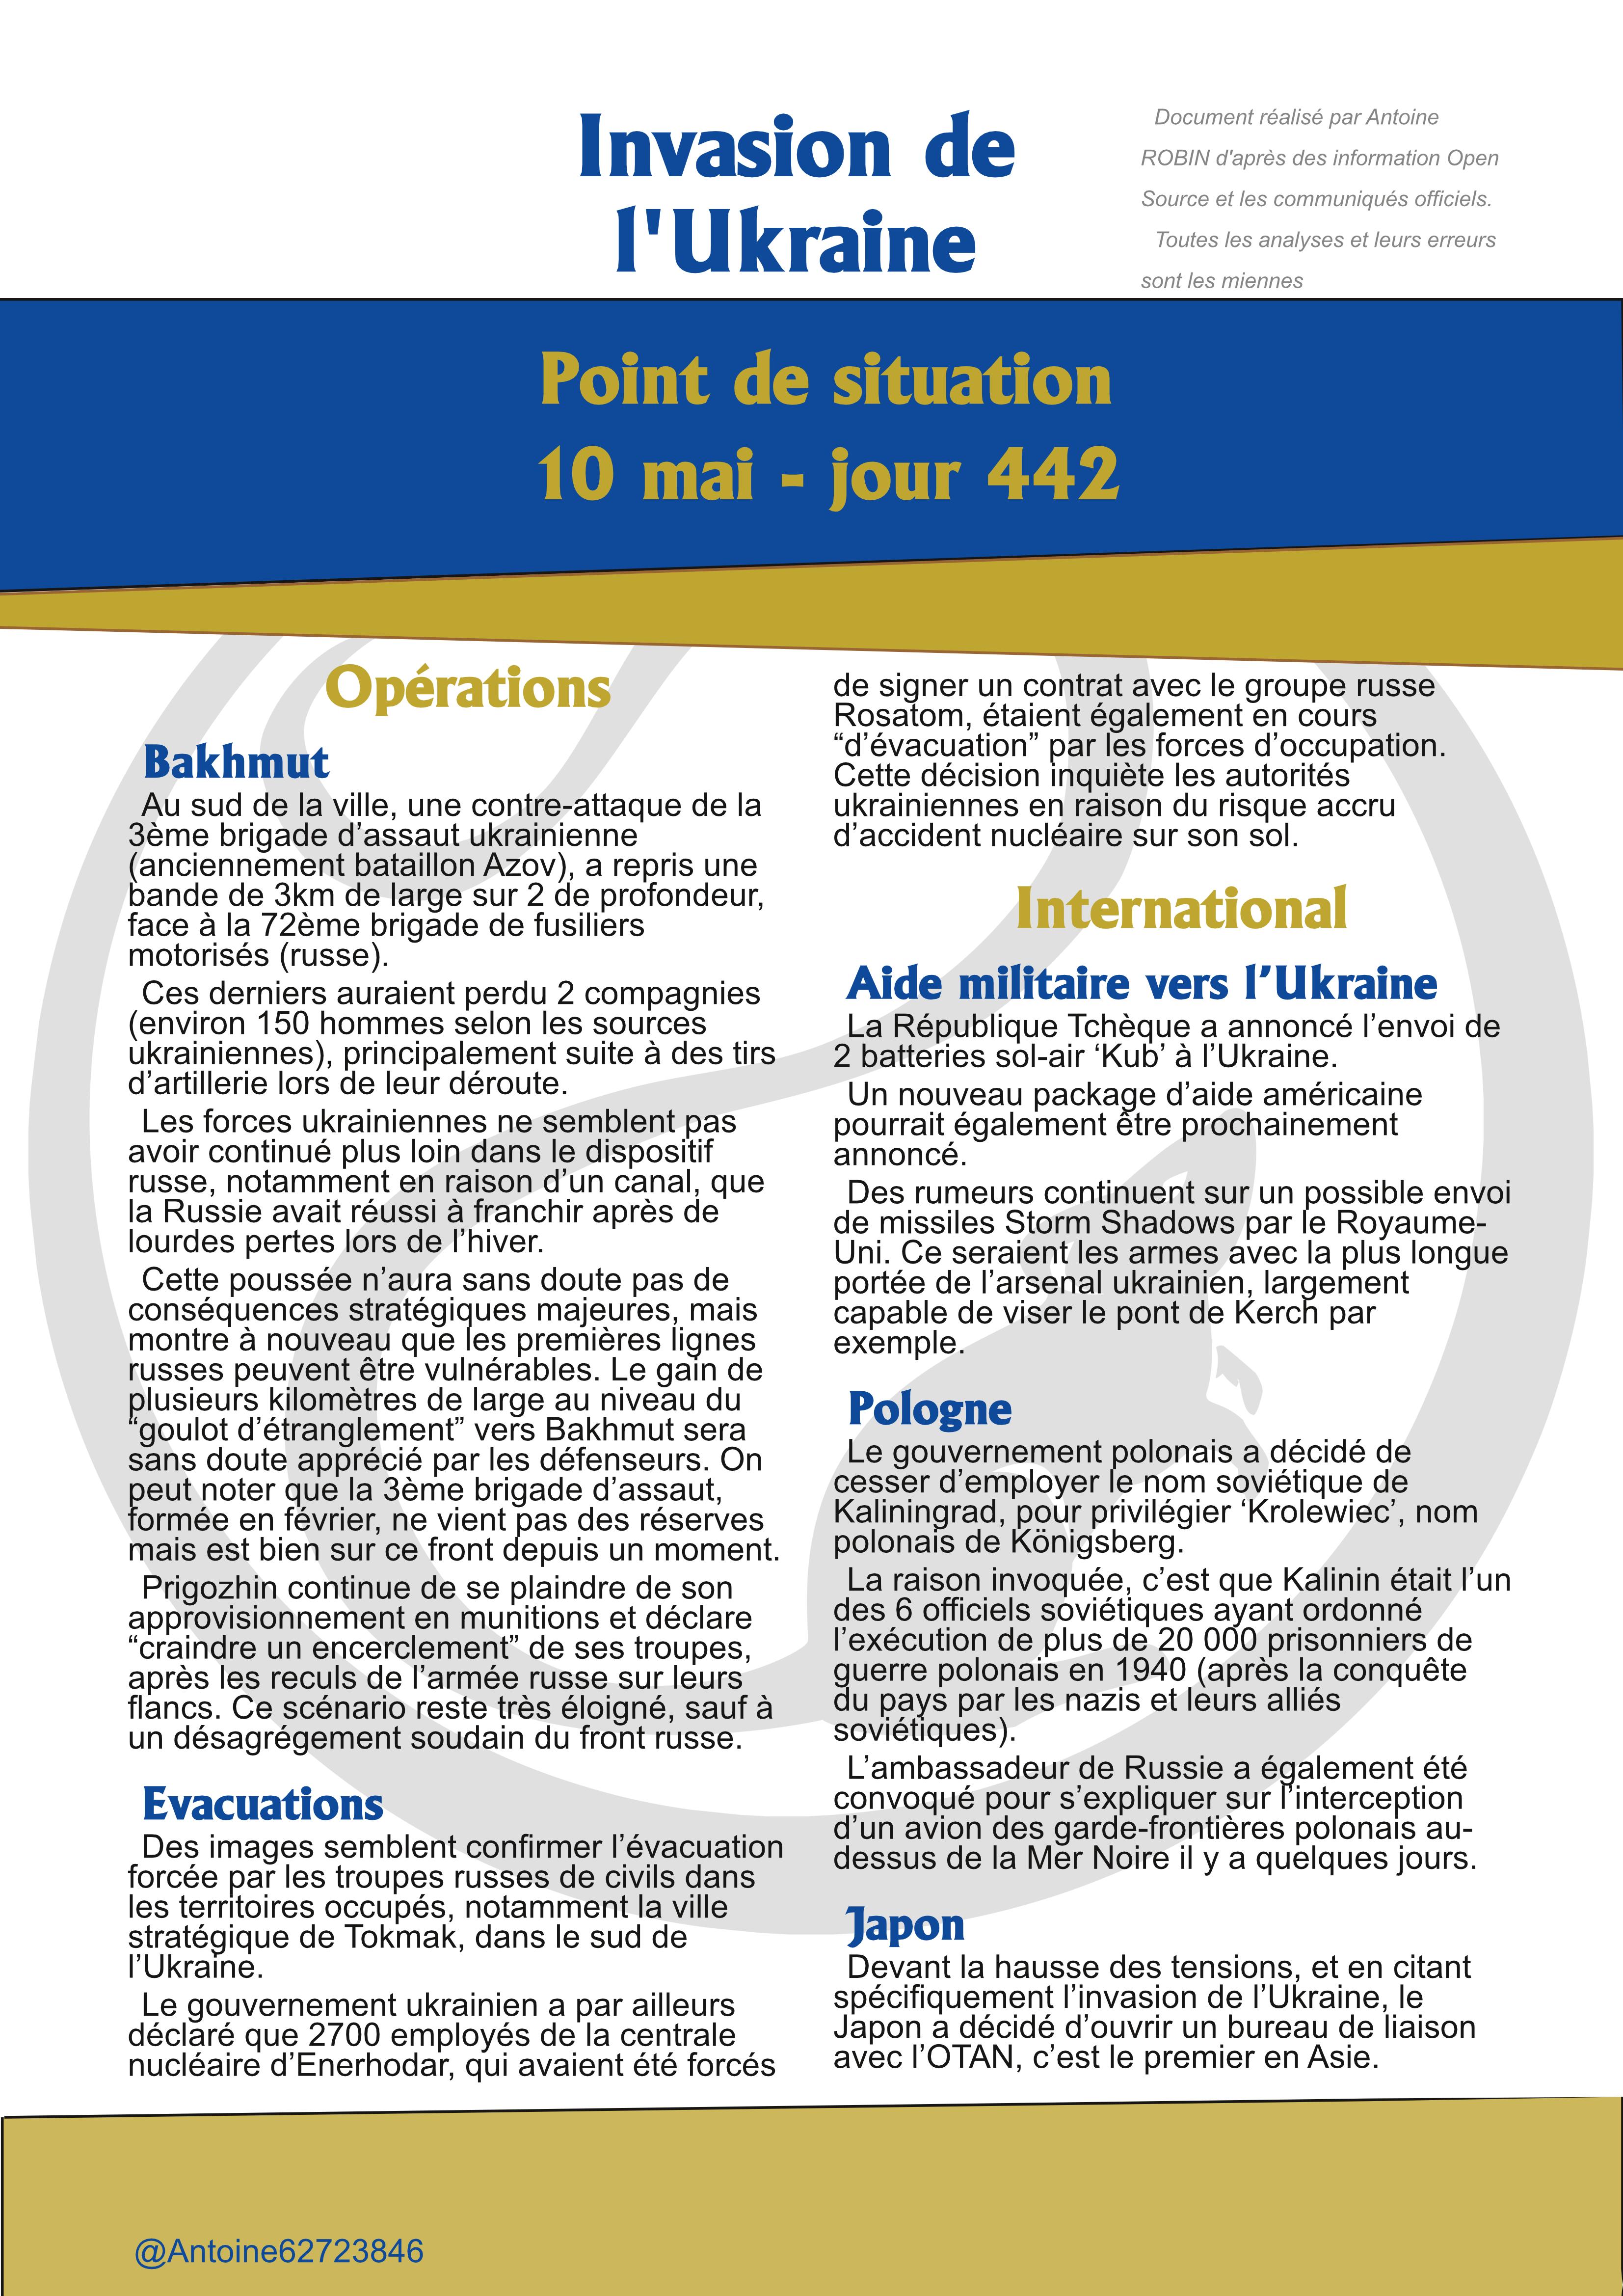 Invasion de
l'Ukraine
Document réalisé par Antoine
ROBIN d'après des information Open
Source et les communiqués officiels.
Toutes les analyses et leurs erreurs
sont les miennes
Point de situation
10 mai - jour 442
Opérations
Bakhmut
Au sud de la ville, une contre-attaque de la
3ème brigade d’assaut ukrainienne
(anciennement bataillon Azov), a repris une
bande de 3km de large sur 2 de profondeur,
face à la 72ème brigade de fusiliers
motorisés (russe).
Ces derniers auraient perdu 2 compagnies
(environ 150 hommes selon les sources
ukrainiennes), principalement suite à des tirs
d’artillerie lors de leur déroute.
Les forces ukrainiennes ne semblent pas
avoir continué plus loin dans le dispositif
russe, notamment en raison d’un canal, que
la Russie avait réussi à franchir après de
lourdes pertes lors de l’hiver.
Cette poussée n’aura sans doute pas de
conséquences stratégiques majeures, mais
montre à nouveau que les premières lignes
russes peuvent être vulnérables. Le gain de
plusieurs kilomètres de large au niveau du
“goulot d’étranglement” vers Bakhmut sera
sans doute apprécié par les défenseurs. On
peut noter que la 3ème brigade d’assaut,
formée en février, ne vient pas des réserves
mais est bien sur ce front depuis un moment.
Prigozhin continue de se plaindre de son
approvisionnement en munitions et déclare
“craindre un encerclement” de ses troupes,
après les reculs de l’armée russe sur leurs
flancs. Ce scénario reste très éloigné, sauf à
un désagrégement soudain du front russe.
Evacuations
Des images semblent confirmer l’évacuation
forcée par les troupes russes de civils dans
les territoires occupés, notamment la ville
stratégique de Tokmak, dans le sud de
l’Ukraine.
Le gouvernement ukrainien a par ailleurs
déclaré que 2700 employés de la centrale
nucléaire d’Enerhodar, qui avaient été forcés
de signer un contrat avec le groupe russe
Rosatom, étaient également en cours
“d’évacuation” par les forces d’occupation.
Cette décision inquiète les autorités
ukrainiennes en raison du risque accru
d’accident nucléaire sur son sol.
International
Aide militaire vers l’Ukraine
La République Tchèque a annoncé l’envoi de
2 batteries sol-air ‘Kub’ à l’Ukraine.
Un nouveau package d’aide américaine
pourrait également être prochainement
annoncé.
Des rumeurs continuent sur un possible envoi
de missiles Storm Shadows par le Royaume-
Uni. Ce seraient les armes avec la plus longue
portée de l’arsenal ukrainien, largement
capable de viser le pont de Kerch par
exemple.
Pologne
Le gouvernement polonais a décidé de
cesser d’employer le nom soviétique de
Kaliningrad, pour privilégier ‘Krolewiec’, nom
polonais de Königsberg.
La raison invoquée, c’est que Kalinin était l’un
des 6 officiels soviétiques ayant ordonné
l’exécution de plus de 20 000 prisonniers de
guerre polonais en 1940 (après la conquête
du pays par les nazis et leurs alliés
soviétiques).
L’ambassadeur de Russie a également été
convoqué pour s’expliquer sur l’interception
d’un avion des garde-frontières polonais au-
dessus de la Mer Noire il y a quelques jours.
Japon
Devant la hausse des tensions, et en citant
spécifiquement l’invasion de l’Ukraine, le
Japon a décidé d’ouvrir un bureau de liaison
avec l’OTAN, c’est le premier en Asie.
@Antoine62723846